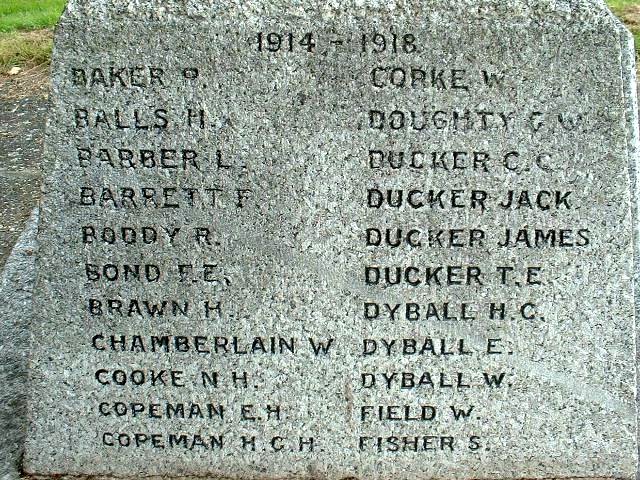 1914 - 1918
BAKER P.
BALLS H.
BARBER L.
BARRETT F.
BODDY R.
BOND F.E.
BRAWN H.
CHAMBERLAIN W.
COOKE N.H.
COPEMAN E.H.
COPEMAN H.C.H.
CORKE W.
DOUGHTY G.W.
DUCKER C.C.
DUCKER JACK
DUCKER JAMES
DUCKER T.E.
DYBALL H.C.
DYBALL E.
DYBALL W.
FIELD W.
FISHER S.